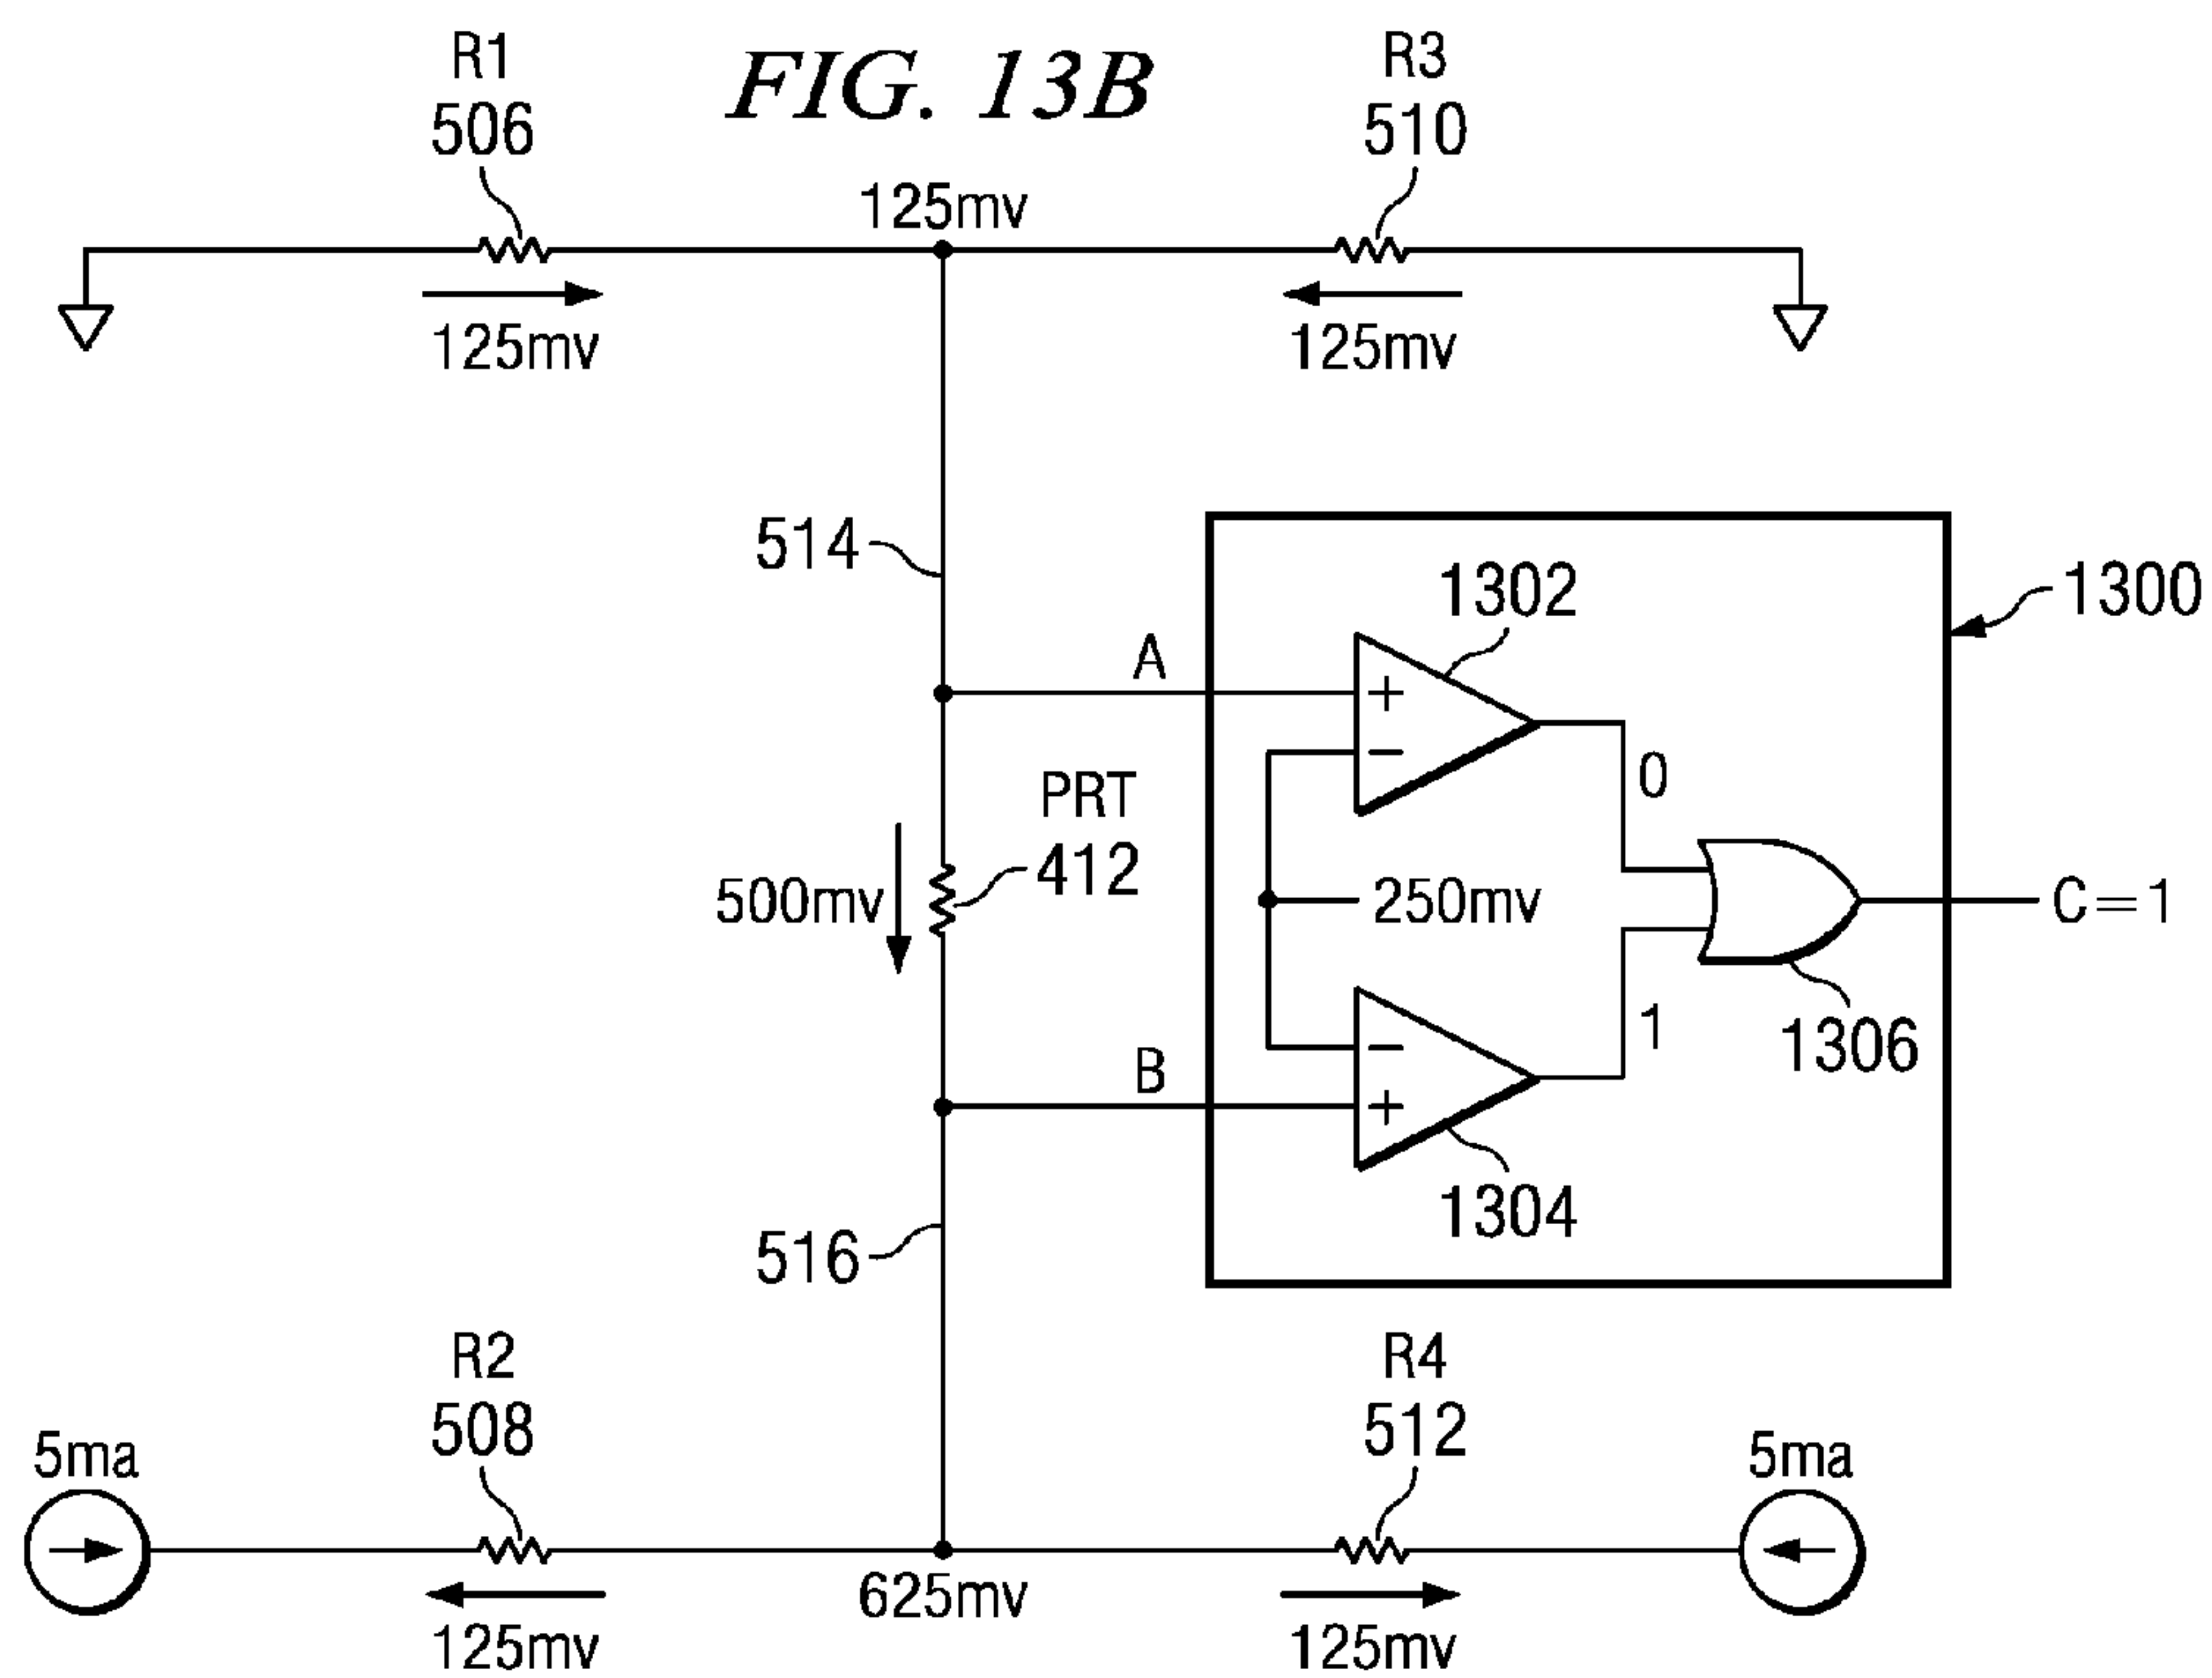 FIG. 13B
R1
506
R3
510
125mv
125mv
125mv
514
1302
1300
A
+
−
0
PRT
412
500mv
250mv
C=1
1
1306
B
−
+
1304
516
R2
508
R4
512
5ma
5ma
625mv
125mv
125mv